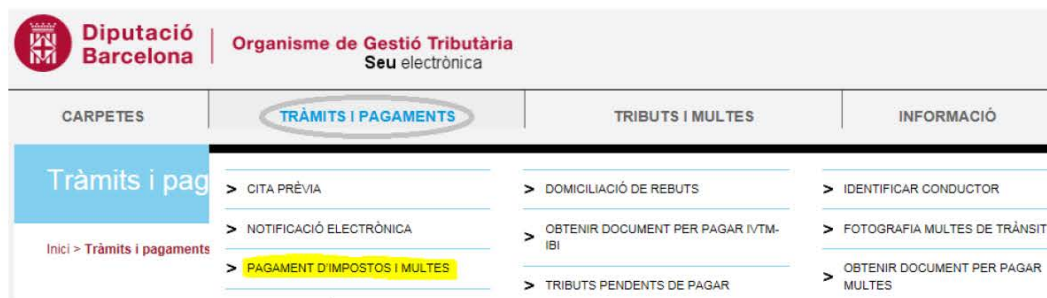 Diputació
Barcelona
Organisme de Gestió Tributària
Seu electrònica
CARPETES
TRÀMITS I PAGAMENTS
TRIBUTS I MULTES
INFORMACIÓ
Tràmits i pag
Inici > Tràmits i pagaments
> CITA PRÈVIA
> NOTIFICACIÓ ELECTRÒNICA
> PAGAMENT D'IMPOSTOS I MULTES
> DOMICILIACIÓ DE REBUTS
> OBTENIR DOCUMENT PER PAGAR IVTM-
IBI
> TRIBUTS PENDENTS DE PAGAR
> IDENTIFICAR CONDUCTOR
> FOTOGRAFIA MULTES DE TRÀNSIT
> OBTENIR DOCUMENT PER PAGAR
MULTES